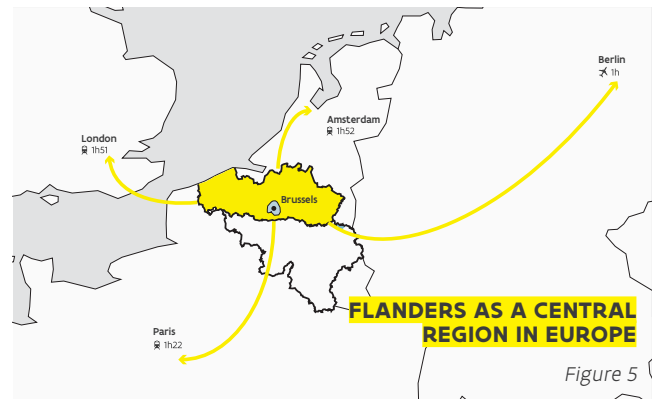 Berlin
1h
Amsterdam
1h52
London
1h51
Brussels
Paris
1h22
FLANDERS AS A CENTRAL
REGION IN EUROPE
Figure 5